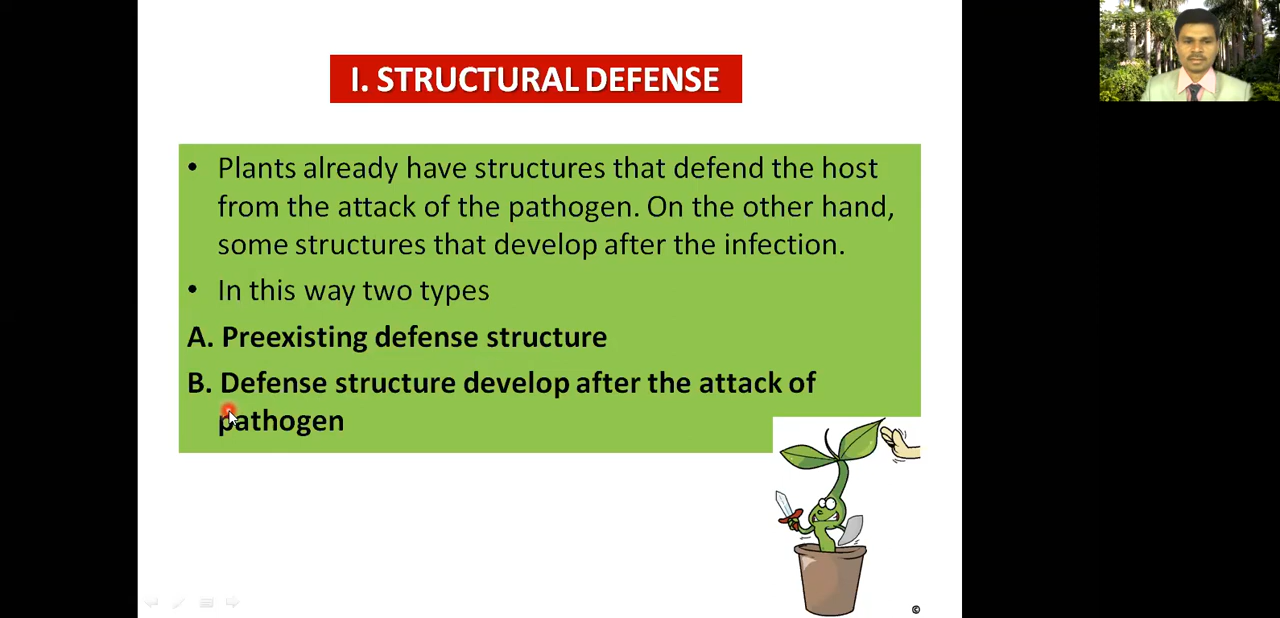 I. STRUCTURAL DEFENSE
• Plants already have structures that defend the host
from the attack of the pathogen. On the other hand,
some structures that develop after the infection.
• In this way two types
A. Preexisting defense structure
B. Defense structure develop after the attack of
pathogen
©